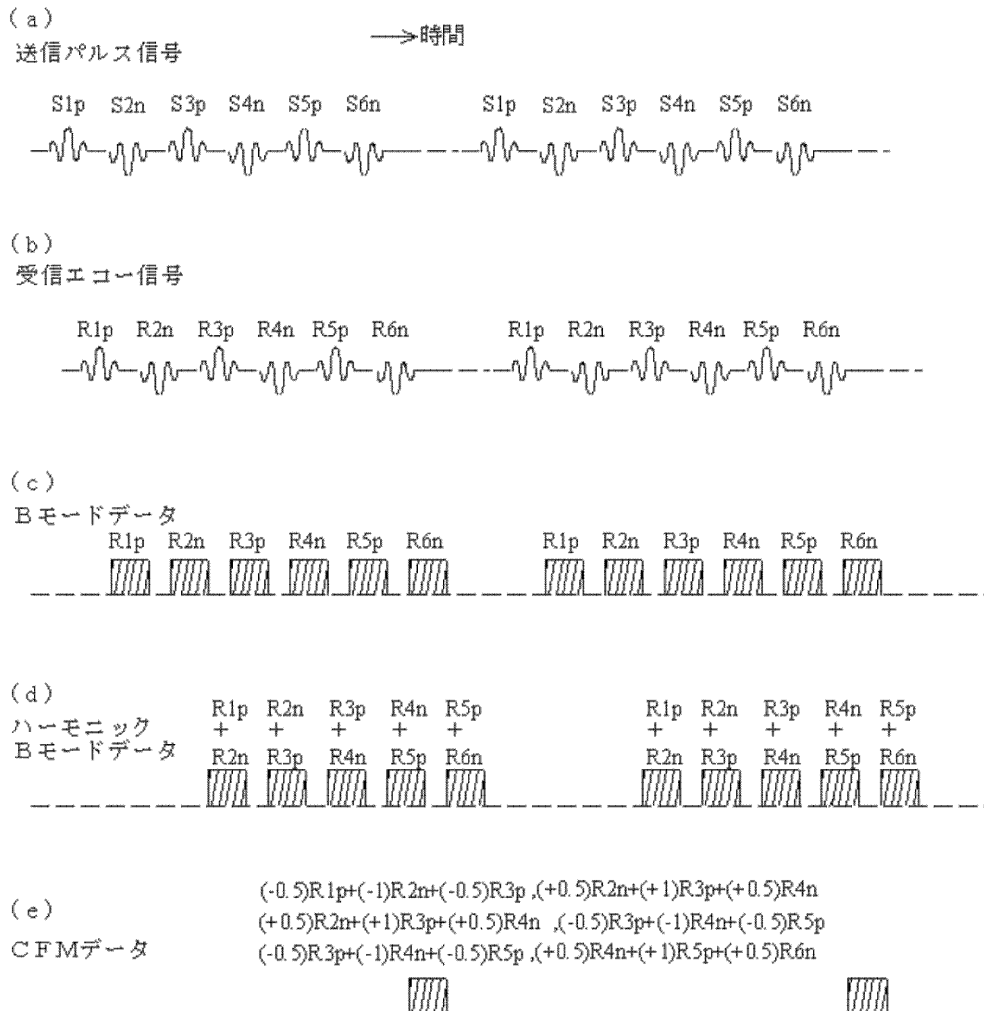 (a)
送信パルス信号
→時間
S1p S2n S3p S4n S5p S6n S1p S2n S3p S4n S5p S6n
(b)
受信エコー信号
R1p R2n R3p R4n R5p R6n R1p R2n R3p R4n R5p R6n
(c)
Bモードデータ
R1p R2n R3p R4n R5p R6n R1p R2n R3p R4n R5p R6n
(d)
ハーモニック
Bモードデータ
R1p R2n R3p R4n R5p R1p R2n R3p R4n R5p
+ + + + + + + + + +
R2n R3p R4n R5p R6n R2n R3p R4n R5p R6n
(e)
CFMデータ
(-0.5)R1p+(-1)R2n+(-0.5)R3p ,(+0.5)R2n+(+1)R3p+(+0.5)R4n
(+0.5)R2n+(+1)R3p+(+0.5)R4n ,(-0.5)R3p+(-1)R4n+(-0.5)R5p
(-0.5)R3p+(-1)R4n+(-0.5)R5p ,(+0.5)R4n+(+1)R5p+(+0.5)R6n